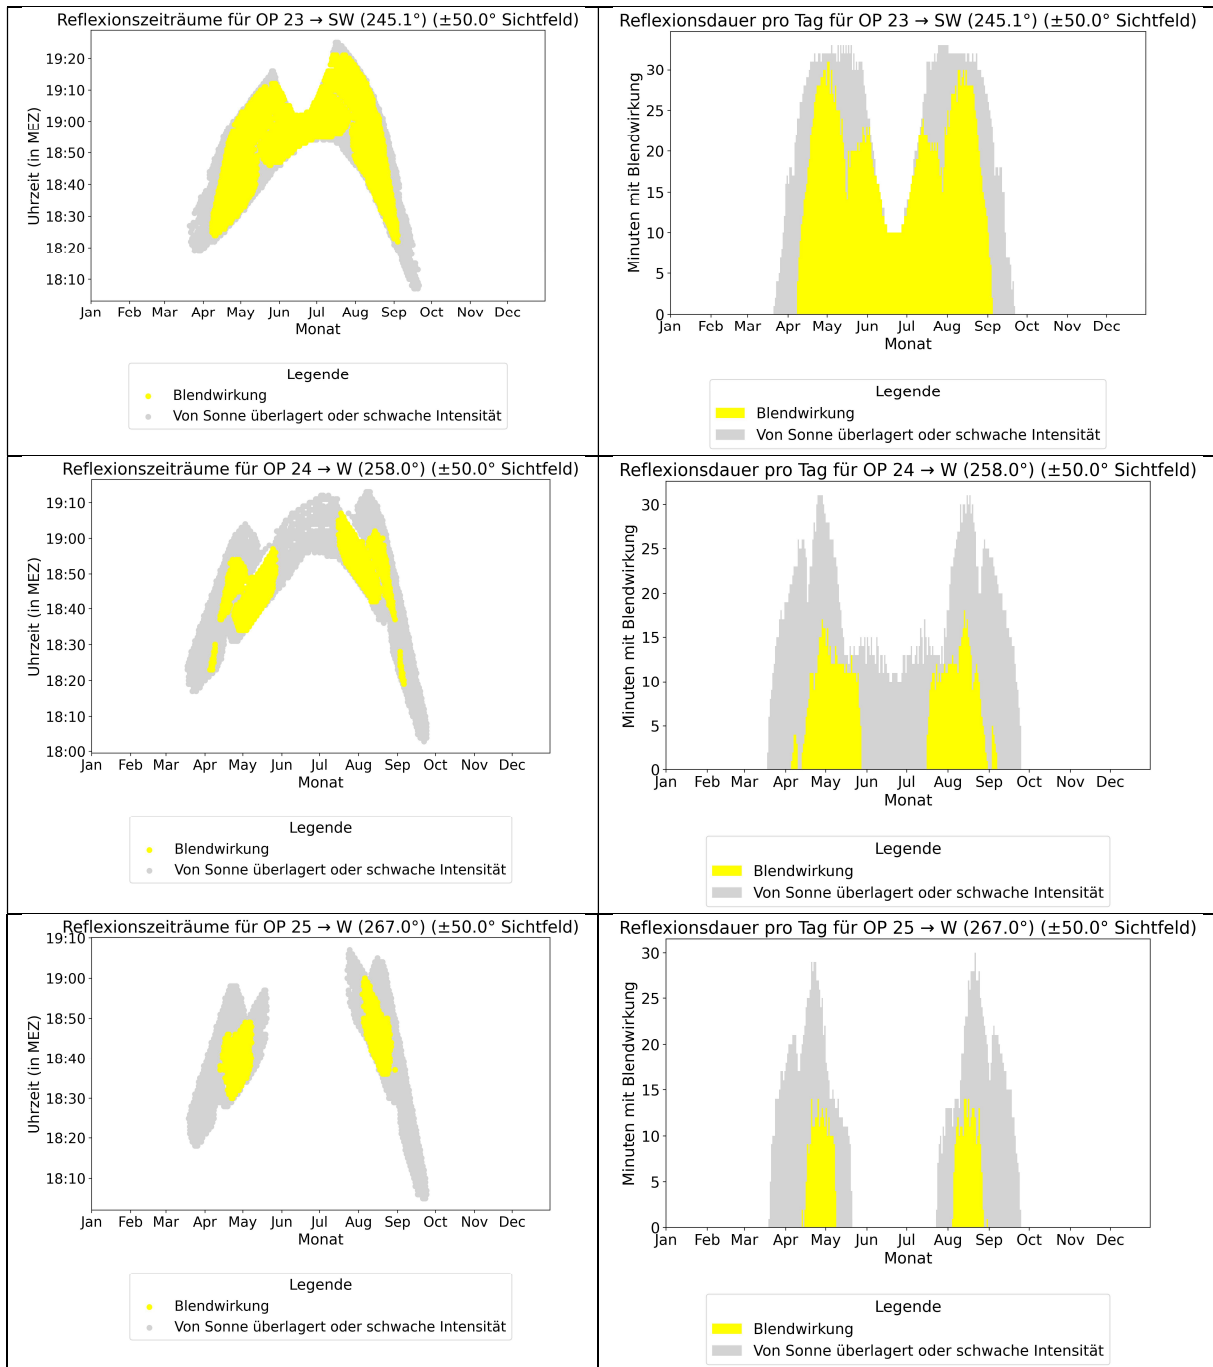 Reflexionszeiträume für OP 23 → SW (245.1°) (±50.0° Sichtfeld)
19:20
19:10
19:00
18:50
18:40
18:30
18:20
18:10
Uhrzeit (in MEZ)
Jan Feb Mar Apr May Jun Jul Aug Sep Oct Nov Dec
Monat
Legende
Blendwirkung
Von Sonne überlagert oder schwache Intensität
Reflexionsdauer pro Tag für OP 23 → SW (245.1°) (±50.0° Sichtfeld)
30
25
20
15
10
5
0
Minuten mit Blendwirkung
Jan Feb Mar Apr May Jun Jul Aug Sep Oct Nov Dec
Monat
Legende
Blendwirkung
Von Sonne überlagert oder schwache Intensität
Reflexionszeiträume für OP 24 → W (258.0°) (±50.0° Sichtfeld)
19:10
19:00
18:50
18:40
18:30
18:20
18:10
18:00
Uhrzeit (in MEZ)
Jan Feb Mar Apr May Jun Jul Aug Sep Oct Nov Dec
Monat
Legende
Blendwirkung
Von Sonne überlagert oder schwache Intensität
Reflexionsdauer pro Tag für OP 24 → W (258.0°) (±50.0° Sichtfeld)
30
25
20
15
10
5
0
Minuten mit Blendwirkung
Jan Feb Mar Apr May Jun Jul Aug Sep Oct Nov Dec
Monat
Legende
Blendwirkung
Von Sonne überlagert oder schwache Intensität
Reflexionszeiträume für OP 25 → W (267.0°) (±50.0° Sichtfeld)
19:10
19:00
18:50
18:40
18:30
18:20
18:10
Uhrzeit (in MEZ)
Jan Feb Mar Apr May Jun Jul Aug Sep Oct Nov Dec
Monat
Legende
Blendwirkung
Von Sonne überlagert oder schwache Intensität
Reflexionsdauer pro Tag für OP 25 → W (267.0°) (±50.0° Sichtfeld)
30
25
20
15
10
5
0
Minuten mit Blendwirkung
Jan Feb Mar Apr May Jun Jul Aug Sep Oct Nov Dec
Monat
Legende
Blendwirkung
Von Sonne überlagert oder schwache Intensität